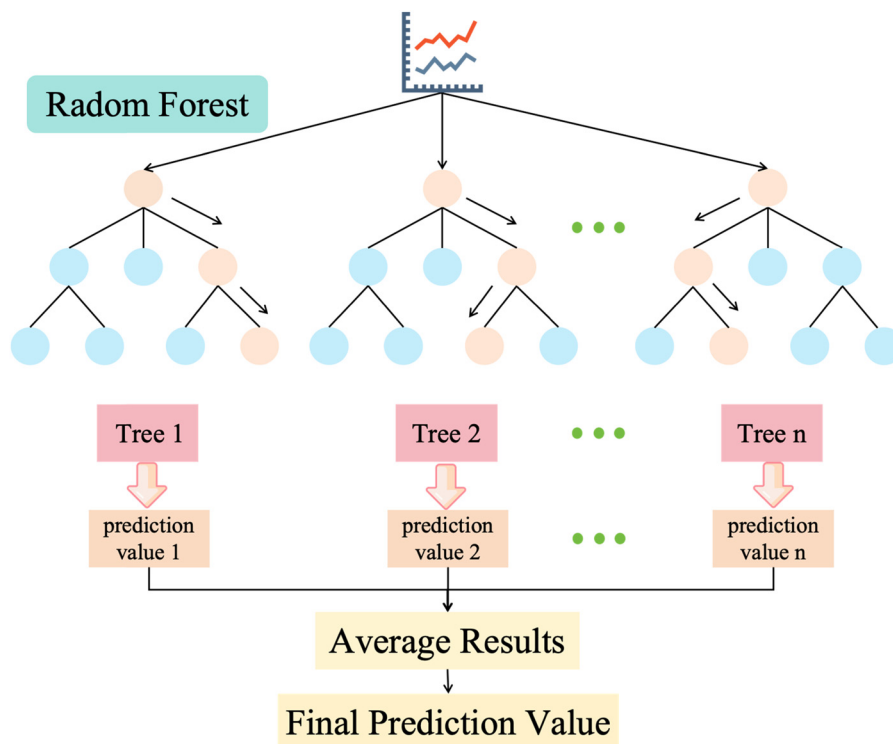 Radom Forest
Tree 1
Tree 2
Tree n
prediction
value 1
prediction
value 2
prediction
value n
Average Results
Final Prediction Value